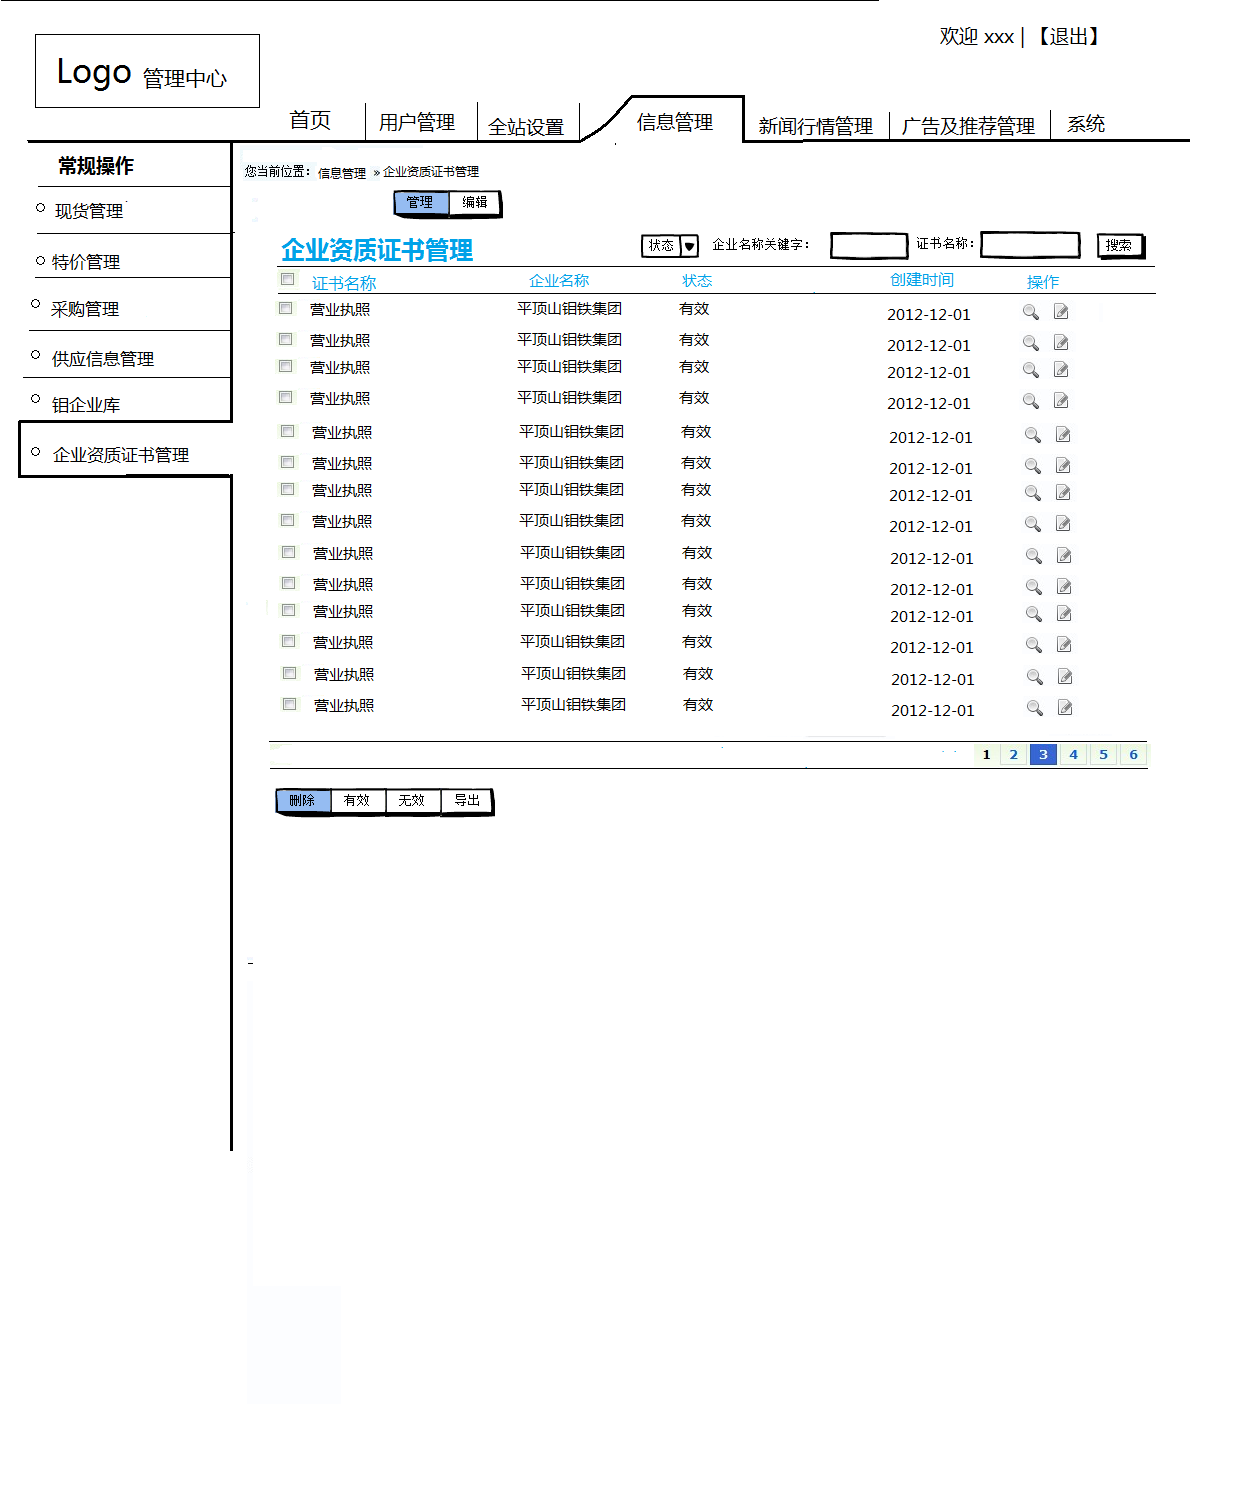 欢迎 xxx | 【退出】
Logo 管理中心
首页 用户管理 全站设置 信息管理 新闻行情管理 广告及推荐管理 系统
常规操作
现货管理
特价管理
采购管理
供应信息管理
钼企业库
企业资质证书管理
您当前位置： 信息管理 » 企业资质证书管理
管理 编辑
企业资质证书管理 状态 企业名称关键字： 证书名称： 搜索
证书名称 企业名称 状态 创建时间 操作
营业执照 平顶山钼铁集团 有效 2012-12-01
营业执照 平顶山钼铁集团 有效 2012-12-01
营业执照 平顶山钼铁集团 有效 2012-12-01
营业执照 平顶山钼铁集团 有效 2012-12-01
营业执照 平顶山钼铁集团 有效 2012-12-01
营业执照 平顶山钼铁集团 有效 2012-12-01
营业执照 平顶山钼铁集团 有效 2012-12-01
营业执照 平顶山钼铁集团 有效 2012-12-01
营业执照 平顶山钼铁集团 有效 2012-12-01
营业执照 平顶山钼铁集团 有效 2012-12-01
营业执照 平顶山钼铁集团 有效 2012-12-01
营业执照 平顶山钼铁集团 有效 2012-12-01
营业执照 平顶山钼铁集团 有效 2012-12-01
营业执照 平顶山钼铁集团 有效 2012-12-01
1 2 3 4 5 6
删除 有效 无效 导出